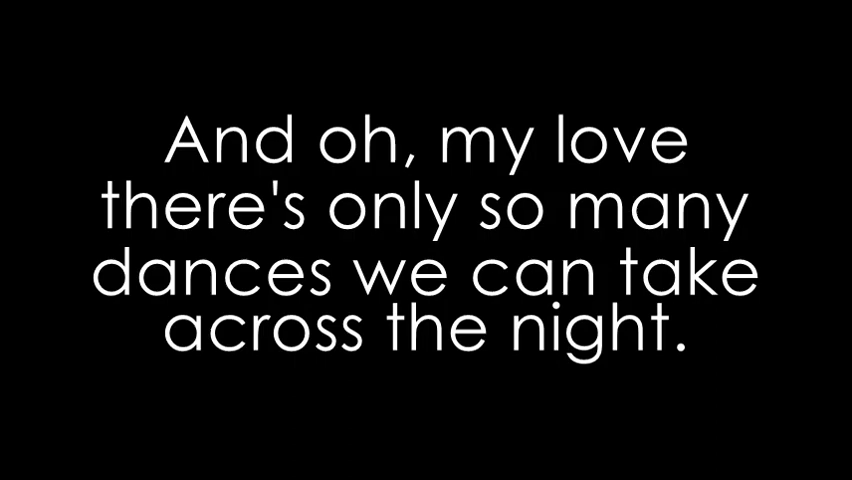 And oh, my love
there's only so many
dances we can take
across the night.